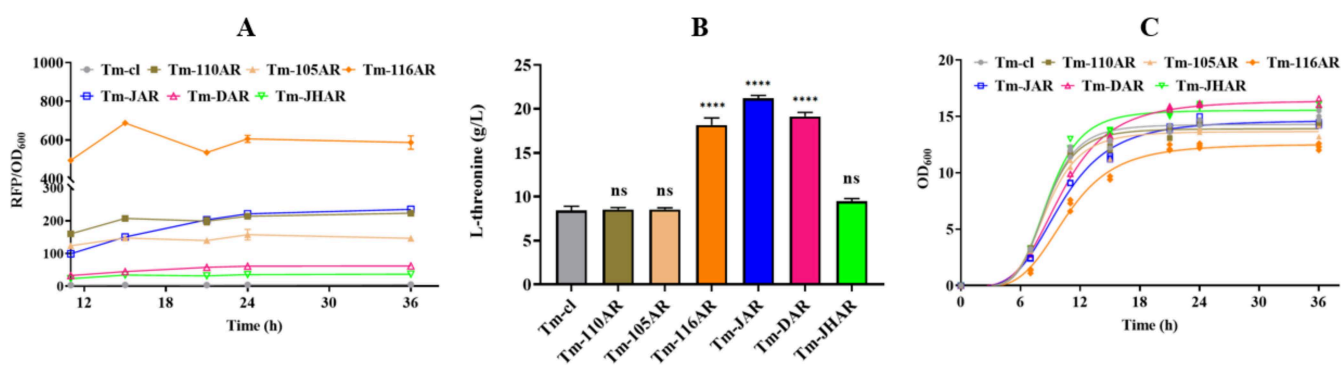 A
B
C
1000
800
600
400
300
200
100
0
RFP/OD600
Tm-cl Tm-110AR Tm-105AR Tm-116AR
Tm-JAR Tm-DAR Tm-JHAR
12 18 24 30 36
Time (h)
25
20
15
10
5
0
L-threonine (g/L)
ns ns **** **** **** ns
Tm-cl
Tm-110AR
Tm-105AR
Tm-116AR
Tm-JAR
Tm-DAR
Tm-JHAR
20
15
10
5
0
OD600
Tm-cl Tm-110AR Tm-105AR Tm-116AR
Tm-JAR Tm-DAR Tm-JHAR
0 6 12 18 24 30 36
Time (h)